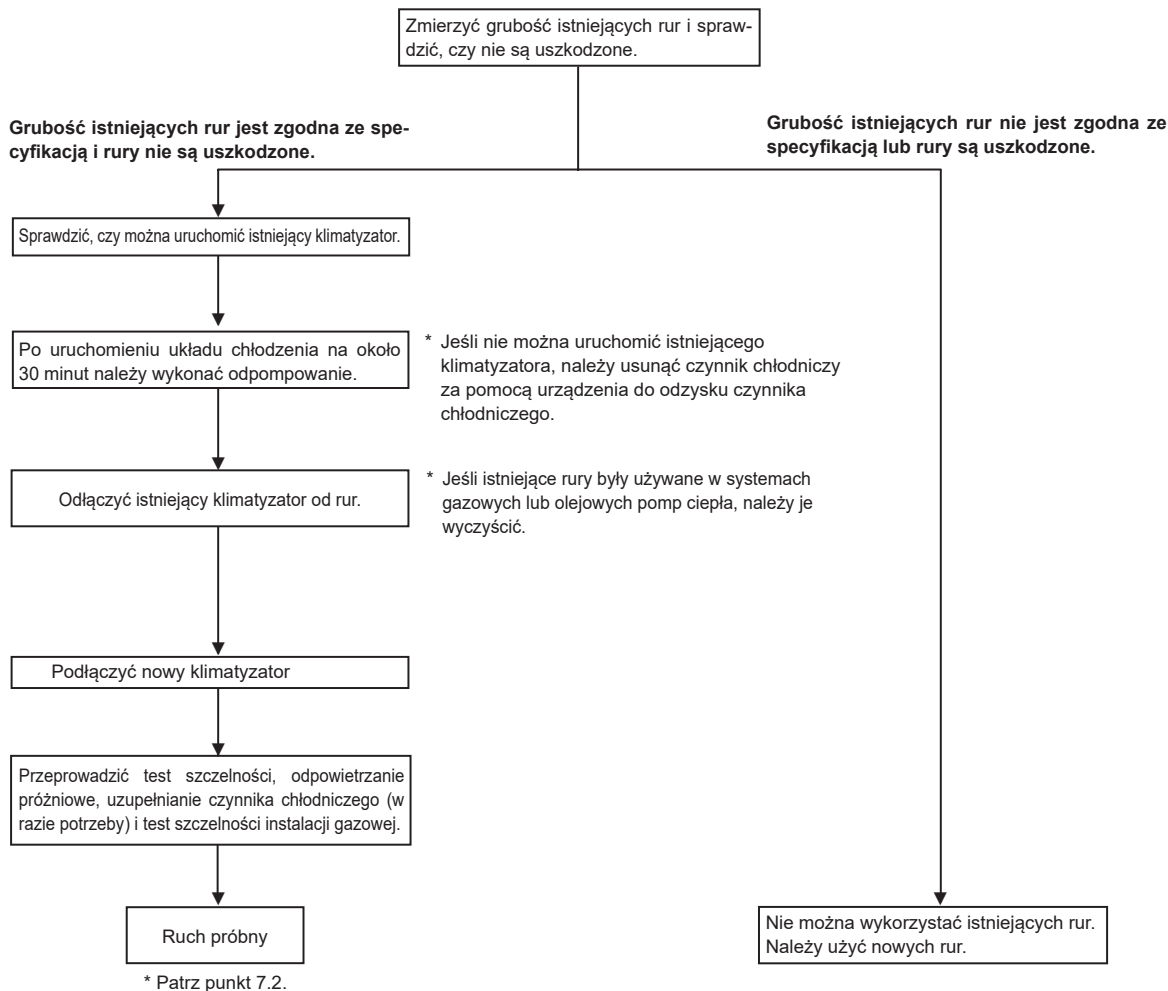 Zmierzyć grubość istniejących rur i spraw-
dzić, czy nie są uszkodzone.
Grubość istniejących rur jest zgodna ze spe-
cyfikacją i rury nie są uszkodzone.
Grubość istniejących rur nie jest zgodna ze
specyfikacją lub rury są uszkodzone.
Sprawdzić, czy można uruchomić istniejący klimatyzator.
Po uruchomieniu układu chłodzenia na około
30 minut należy wykonać odpompowanie.
* Jeśli nie można uruchomić istniejącego
klimatyzatora, należy usunąć czynnik chłodniczy
za pomocą urządzenia do odzysku czynnika
chłodniczego.
Odłączyć istniejący klimatyzator od rur.
* Jeśli istniejące rury były używane w systemach
gazowych lub olejowych pomp ciepła, należy je
wyczyścić.
Podłączyć nowy klimatyzator
Przeprowadzić test szczelności, odpowietrzanie
próżniowe, uzupełnianie czynnika chłodniczego (w
razie potrzeby) i test szczelności instalacji gazowej.
Ruch próbny
* Patrz punkt 7.2.
Nie można wykorzystać istniejących rur.
Należy użyć nowych rur.